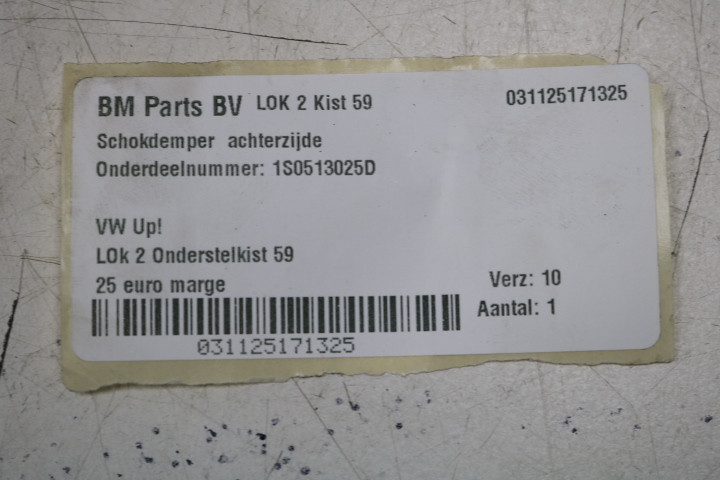 BM Parts BV LOK 2 Kist 59 031125171325
Schokdemper achterzijde
Onderdeelnummer: 1S0513025D
VW Up!
LOk 2 Onderstelkist 59
25 euro marge Verz: 10
Aantal: 1
031125171325